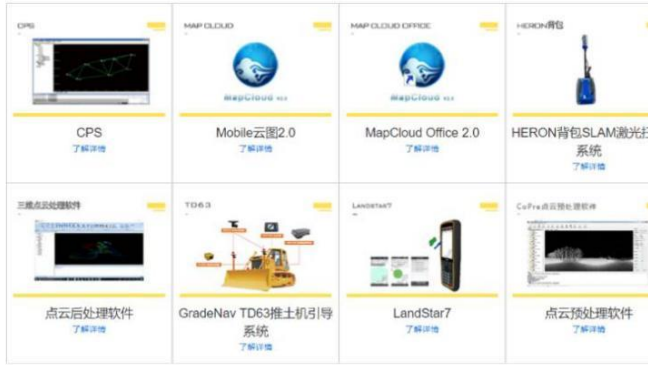 CPS
MAP CLOUD
MAP CLOUD OFFICE
HERON背包
MapCloud V2.0
MapCloud V2.0
CPS
Mobile云图2.0
MapCloud Office 2.0
HERON背包SLAM激光扫
系统
了解详情
了解详情
了解详情
了解详情
三维点云处理软件
TD63
LANDSTAR7
CoPre点云预处理软件
点云后处理软件
GradeNav TD63推土机引导
系统
LandStar7
点云预处理软件
了解详情
了解详情
了解详情
了解详情